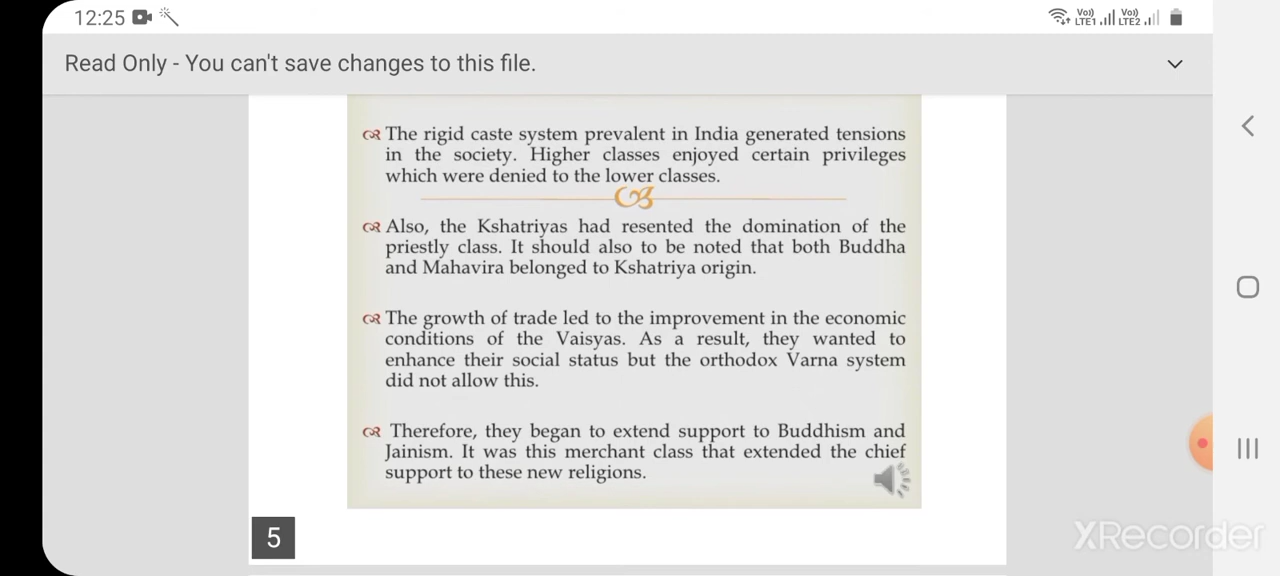 12:25
Vo)) LTE1 Vo)) LTE2
Read Only - You can't save changes to this file.
The rigid caste system prevalent in India generated tensions
in the society. Higher classes enjoyed certain privileges
which were denied to the lower classes.
Also, the Kshatriyas had resented the domination of the
priestly class. It should also to be noted that both Buddha
and Mahavira belonged to Kshatriya origin.
The growth of trade led to the improvement in the economic
conditions of the Vaisyas. As a result, they wanted to
enhance their social status but the orthodox Varna system
did not allow this.
Therefore, they began to extend support to Buddhism and
Jainism. It was this merchant class that extended the chief
support to these new religions.
5
XRecorder